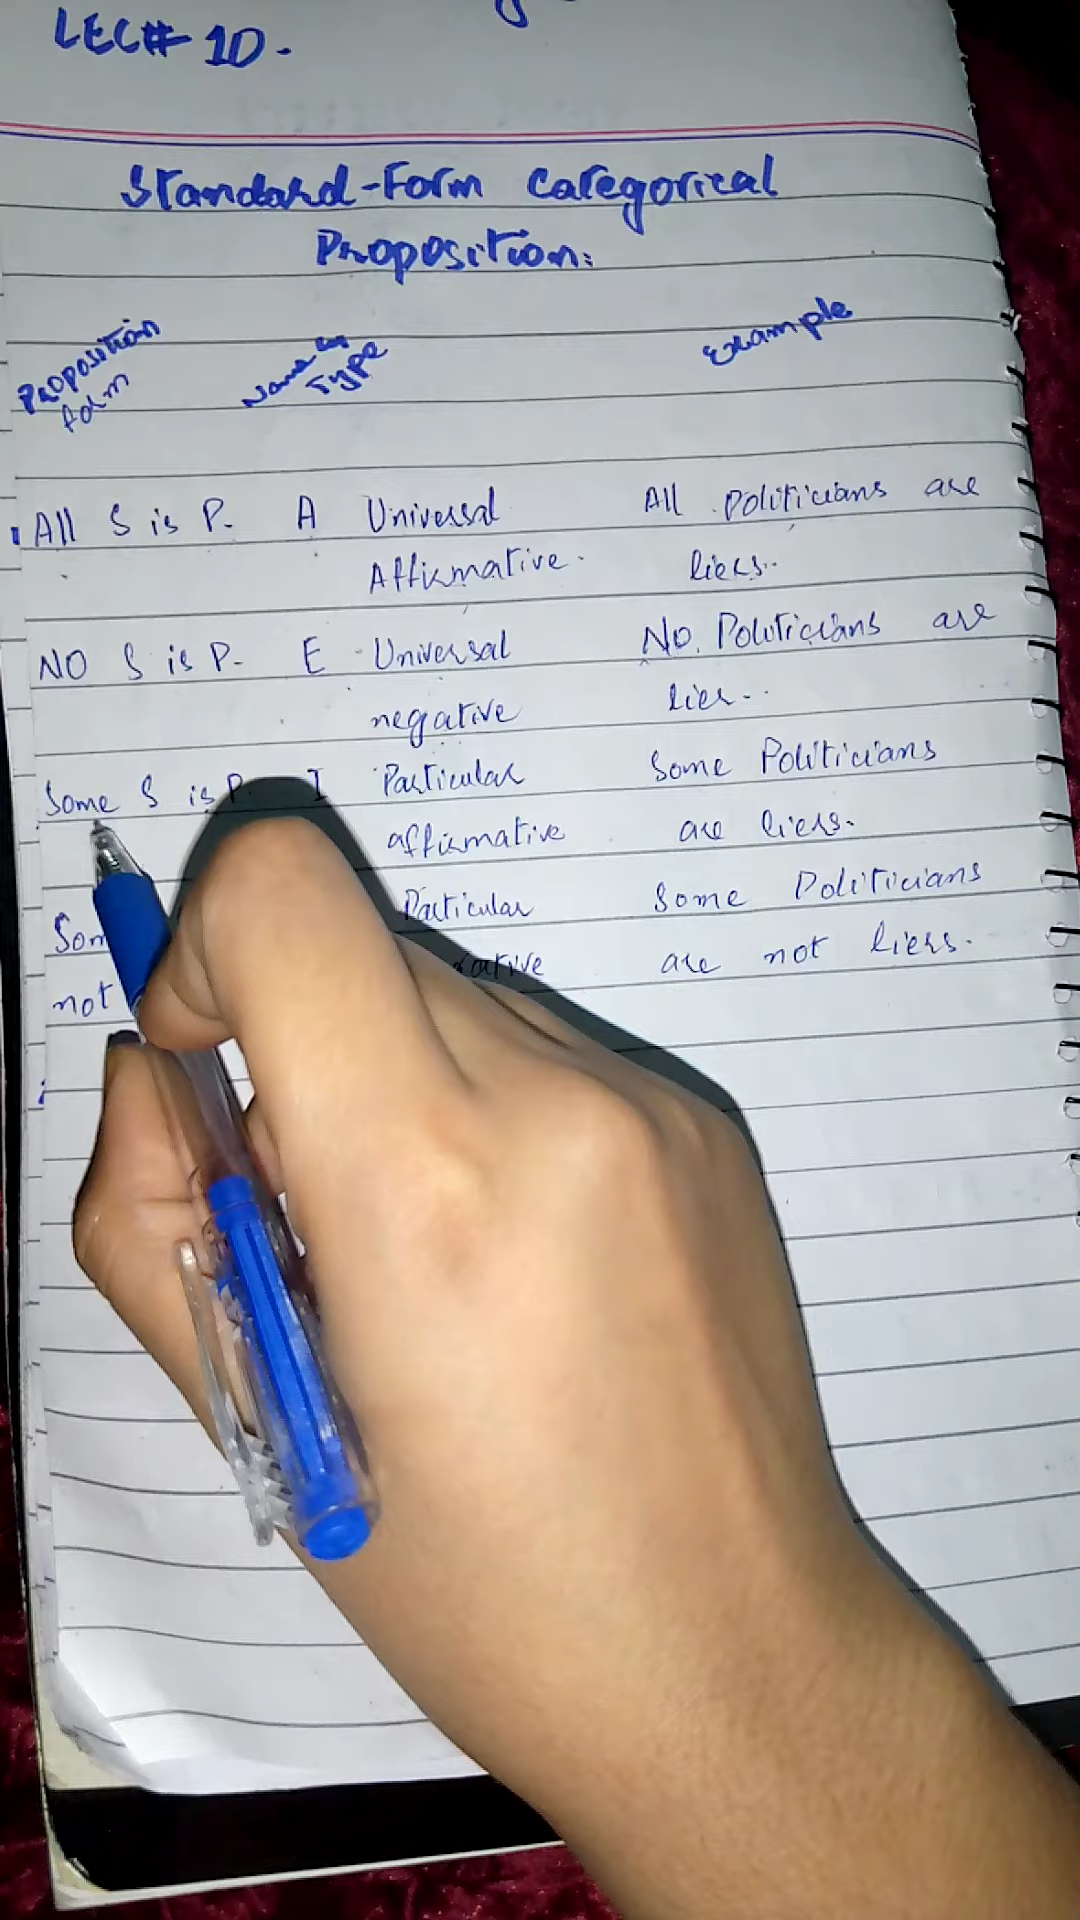 LEC# 10.
Standard-Form Categorical
Proposition:
Proposition form
Name Type
Example
All S is P. A Universal All Politicians are
Affirmative. liers..
NO S is P. E Universal No. Politicians are
negative lier...
Some S is P. I Particular Some Politicians
affirmative are liers.
Particular Some Politicians
not are not liers.